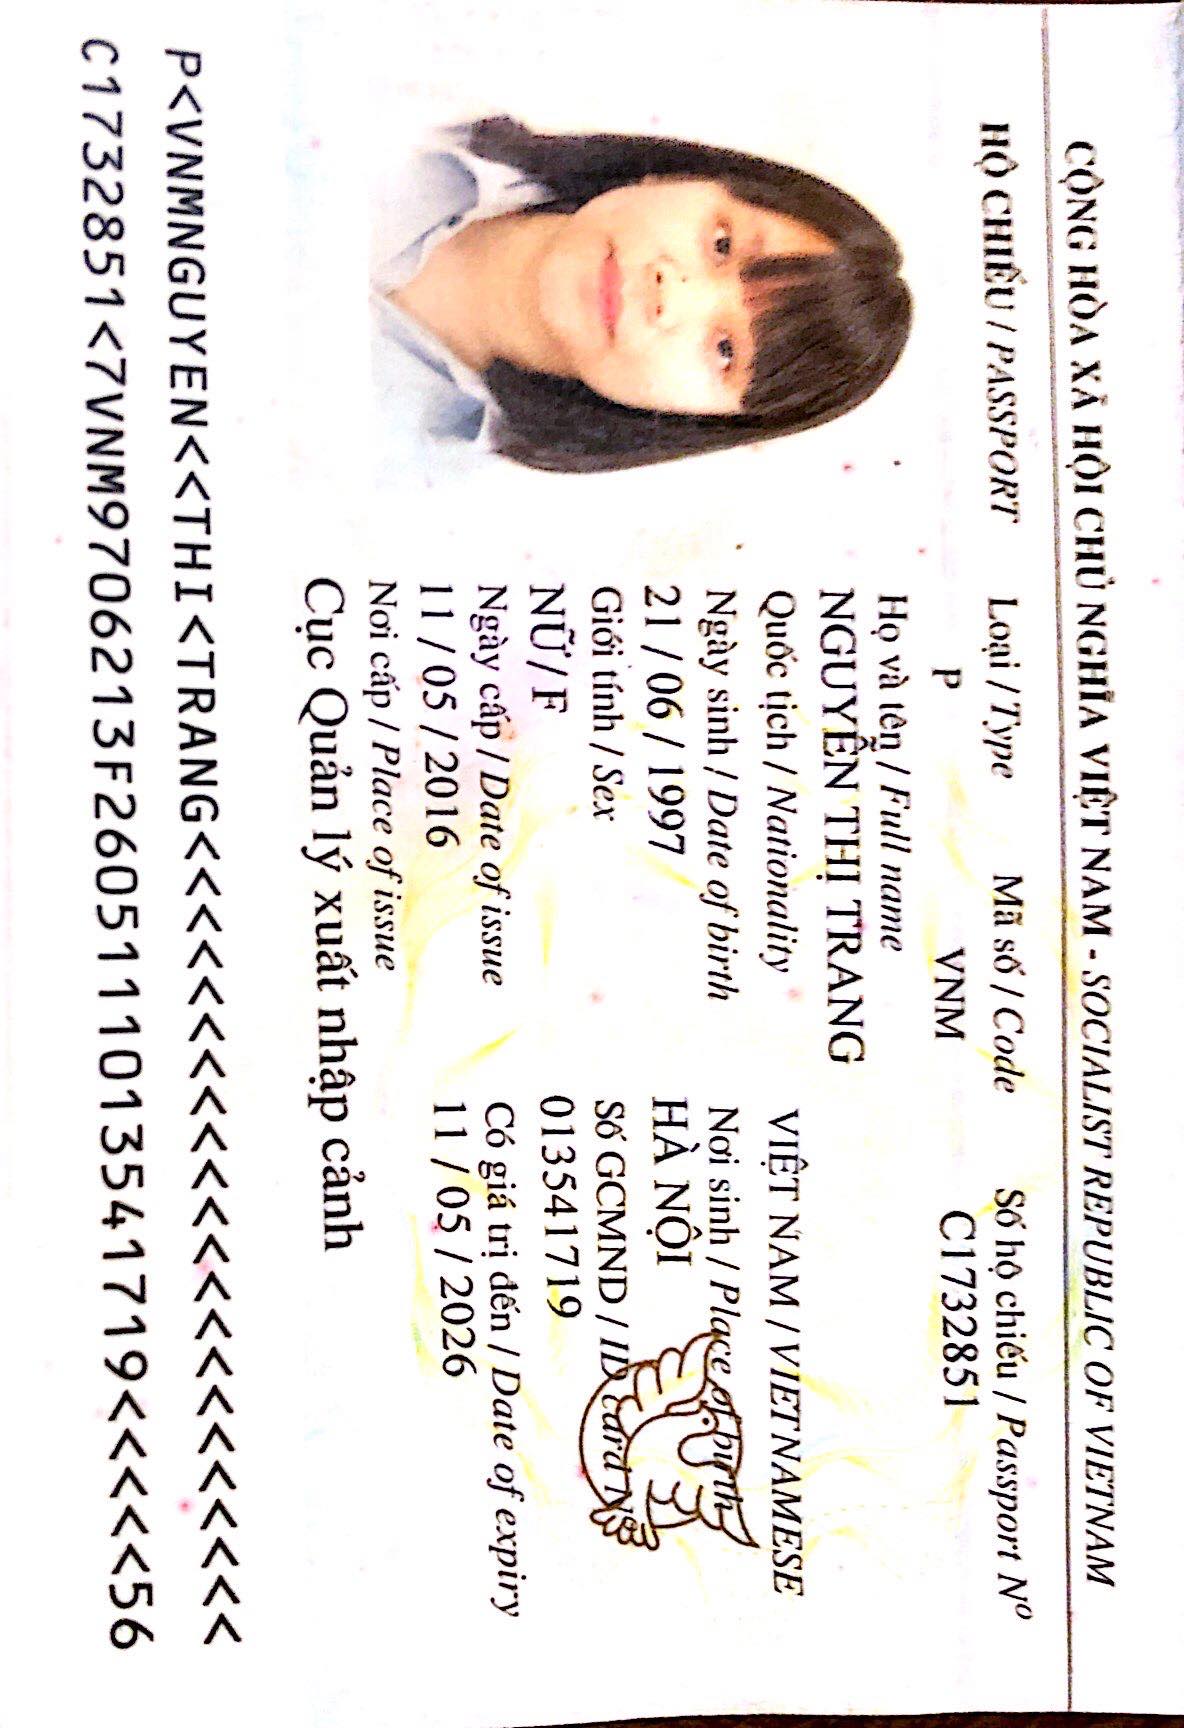 CỘNG HÒA XÃ HỘI CHỦ NGHĨA VIỆT NAM - SOCIALIST REPUBLIC OF VIETNAM
HỘ CHIẾU / PASSPORT Loại / Type Mã số / Code Số hộ chiếu / Passport Nº
P VNM C1732851
Họ và tên / Full name
NGUYỄN THỊ TRANG
Quốc tịch / Nationality VIỆT NAM / VIETNAMESE
Ngày sinh / Date of birth Nơi sinh / Place of birth
21 / 06 / 1997 HÀ NỘI
Giới tính / Sex Số GCMND / ID card Nº
NỮ / F 013541719
Ngày cấp / Date of issue Có giá trị đến / Date of expiry
11 / 05 / 2016 11 / 05 / 2026
Nơi cấp / Place of issue
Cục Quản lý xuất nhập cảnh
P<VNMNGUYEN<<THI<TRANG<<<<<<<<<<<<<<<<<<<<<<
C1732851<7VNM9706213F2605111013541719<<<<<56